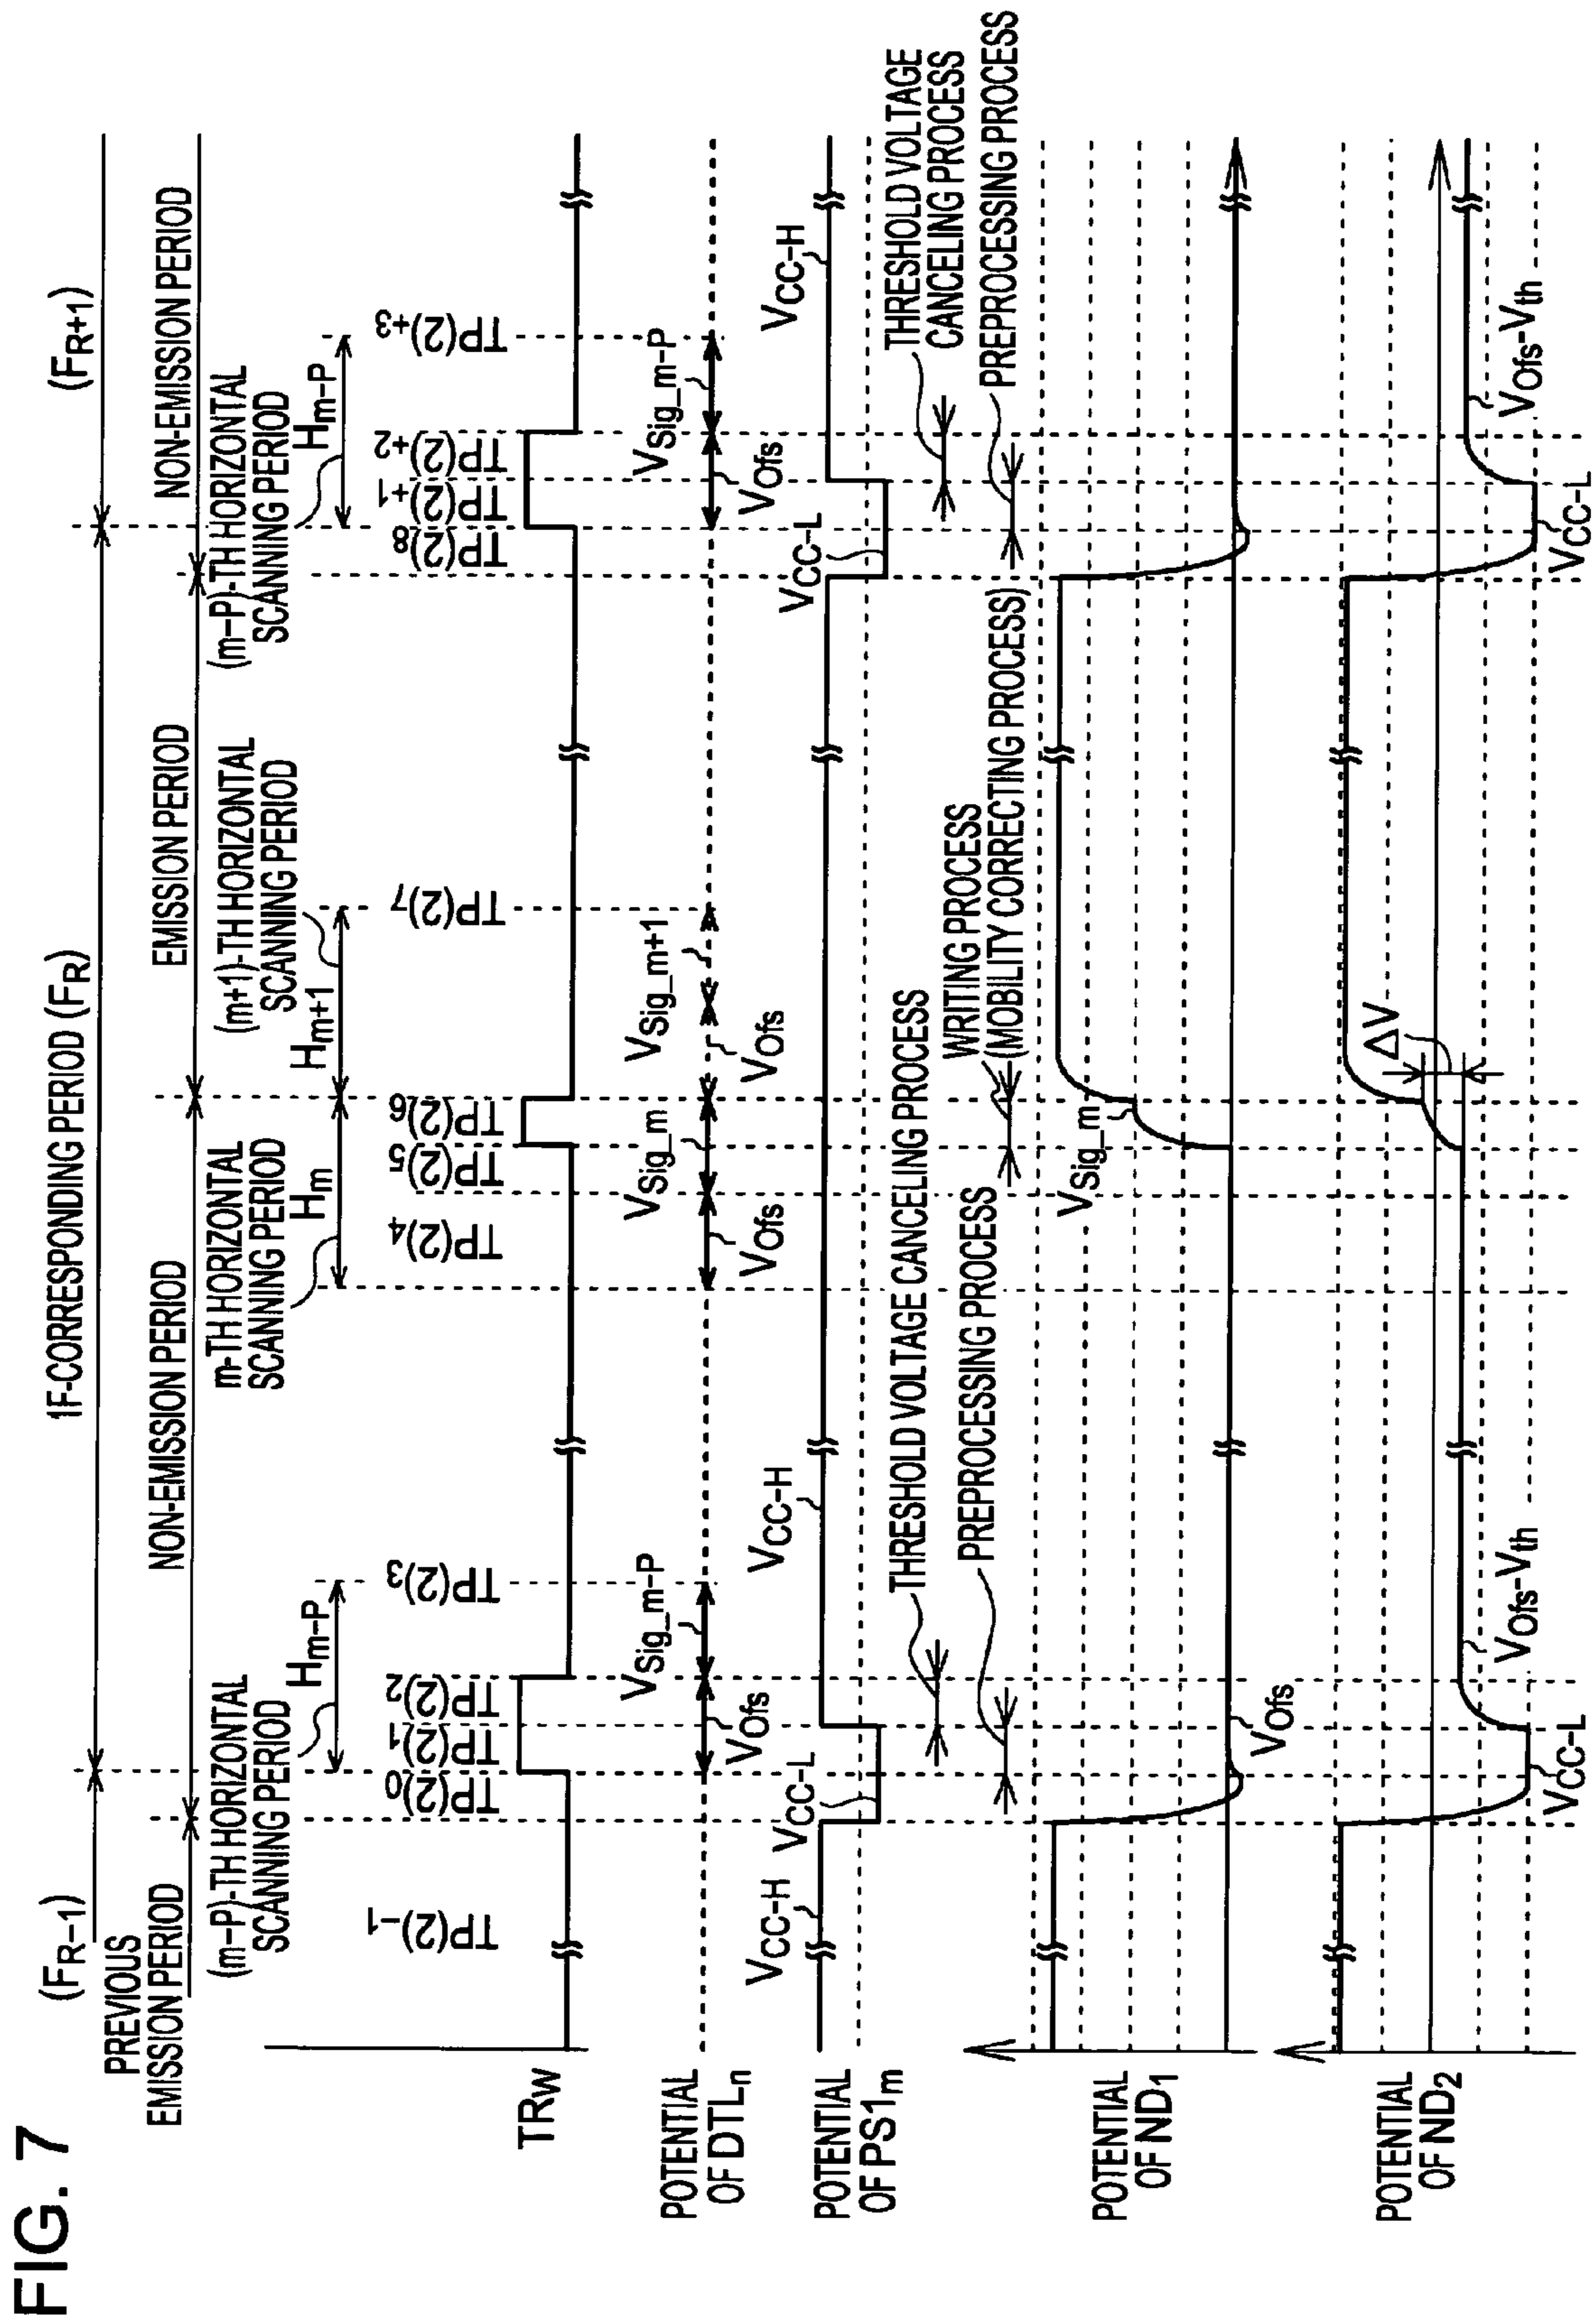 FIG. 7
(FR-1)
1F-CORRESPONDING PERIOD (FR)
(FR+1)
PREVIOUS
EMISSION PERIOD
NON-EMISSION PERIOD
EMISSION PERIOD
NON-EMISSION PERIOD
(m-P)-TH HORIZONTAL
SCANNING PERIOD
Hm-P
m-TH HORIZONTAL
SCANNING PERIOD
Hm
(m+1)-TH HORIZONTAL
SCANNING PERIOD
Hm+1
(m-P)-TH HORIZONTAL
SCANNING PERIOD
Hm-P
TP(2)-1
TP(2)0
TP(2)1
TP(2)2
TP(2)3
TP(2)4
TP(2)5
TP(2)6
TP(2)7
TP(2)8
TP(2)+1
TP(2)+2
TP(2)+3
TRW
POTENTIAL
OF DTLn
VOfs
VSig_m-P
VOfs
VSig_m
VOfs
VSig_m+1
VOfs
VSig_m-P
POTENTIAL
OF PS1m
VCC-H
VCC-L
VCC-H
VCC-L
VCC-H
THRESHOLD VOLTAGE CANCELING PROCESS
PREPROCESSING PROCESS
WRITING PROCESS
(MOBILITY CORRECTING PROCESS)
THRESHOLD VOLTAGE
CANCELING PROCESS
PREPROCESSING PROCESS
POTENTIAL
OF ND1
VOfs
VSig_m
POTENTIAL
OF ND2
VCC-L
VOfs-Vth
ΔV
VCC-L
VOfs-Vth